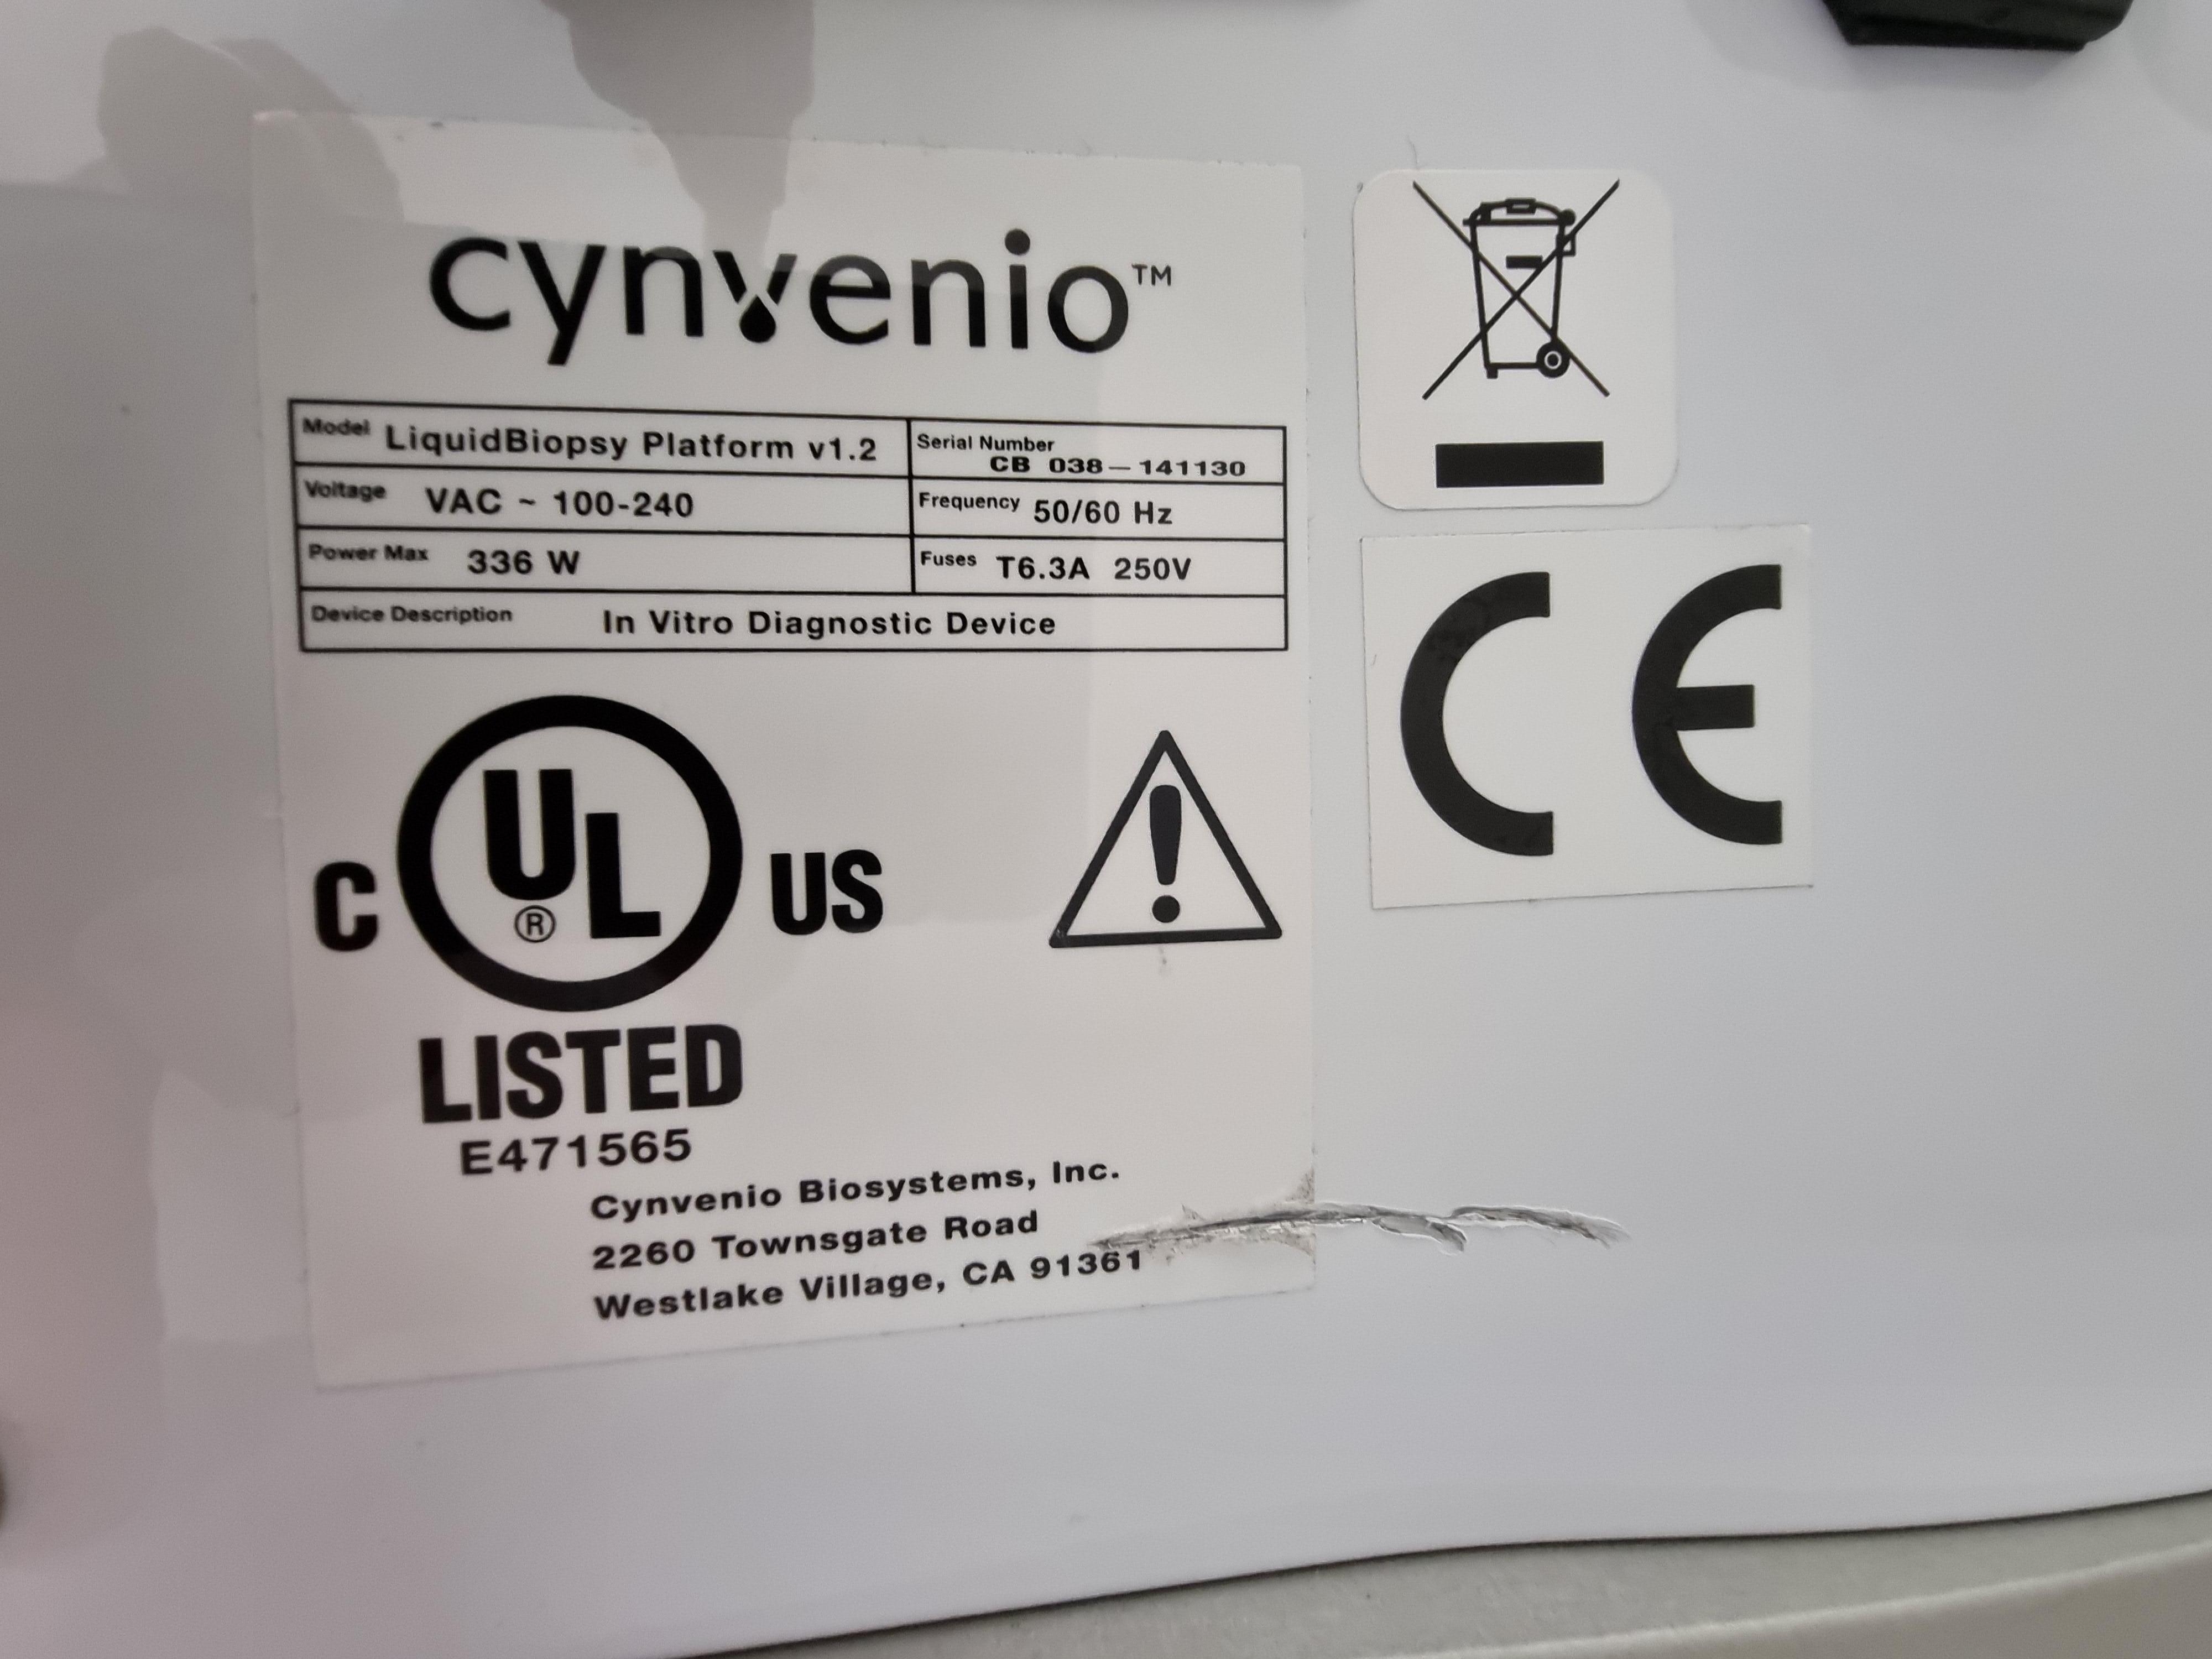 cynvenio™
Model LiquidBiopsy Platform v1.2
Serial Number
CB 038-141130
Voltage VAC ~ 100-240
Frequency 50/60 Hz
Power Max 336 W
Fuses T6.3A 250V
Device Description In Vitro Diagnostic Device
C UL® US
LISTED
E471565
Cynvenio Biosystems, Inc.
2260 Townsgate Road
Westlake Village, CA 91361
CE